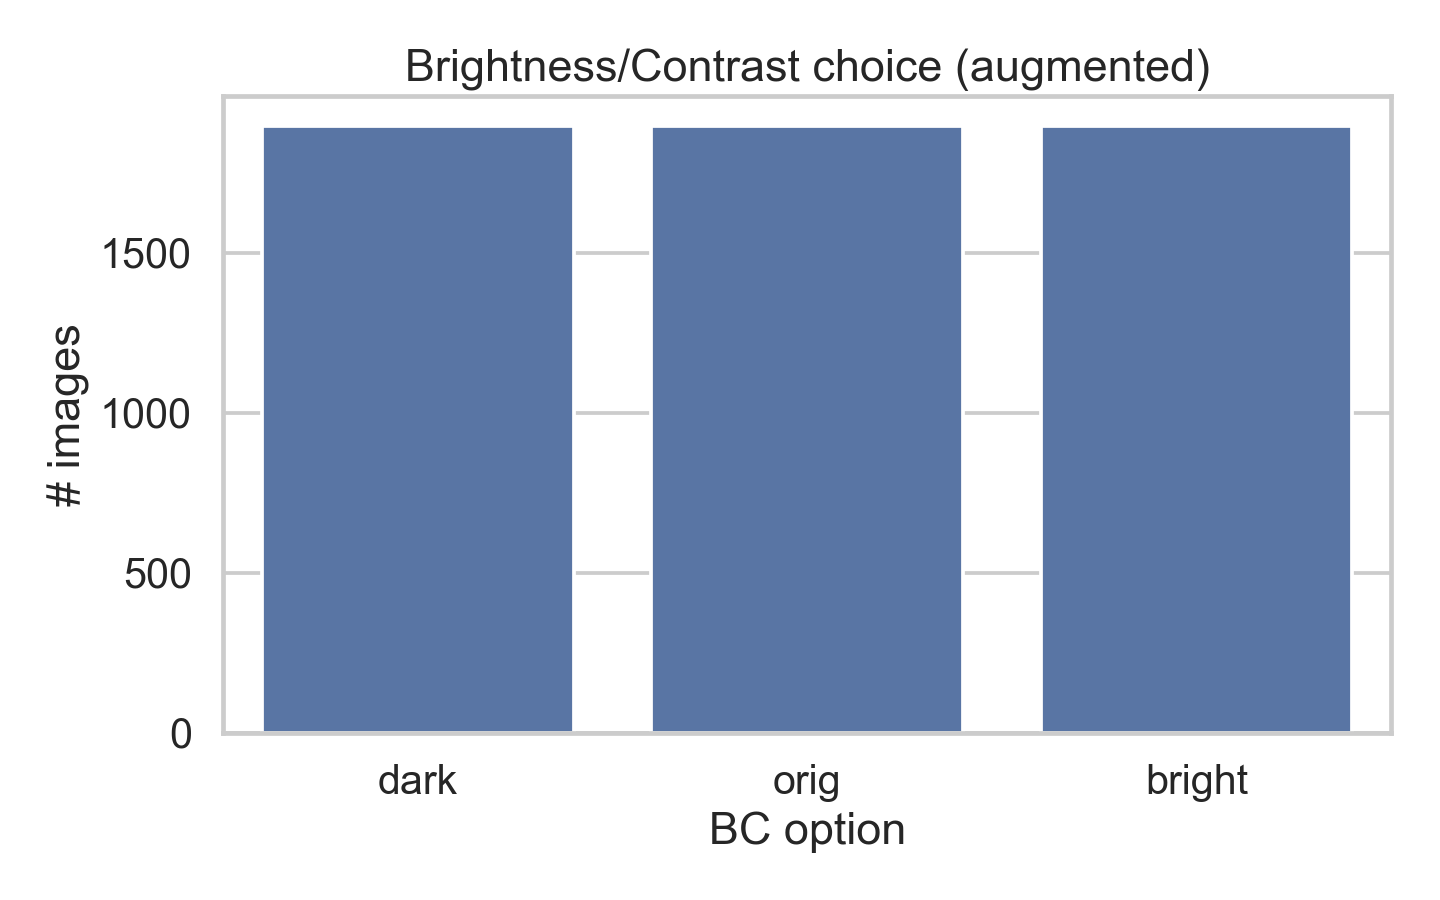 Brightness/Contrast choice (augmented)
# images
1500
1000
500
0
dark orig bright
BC option